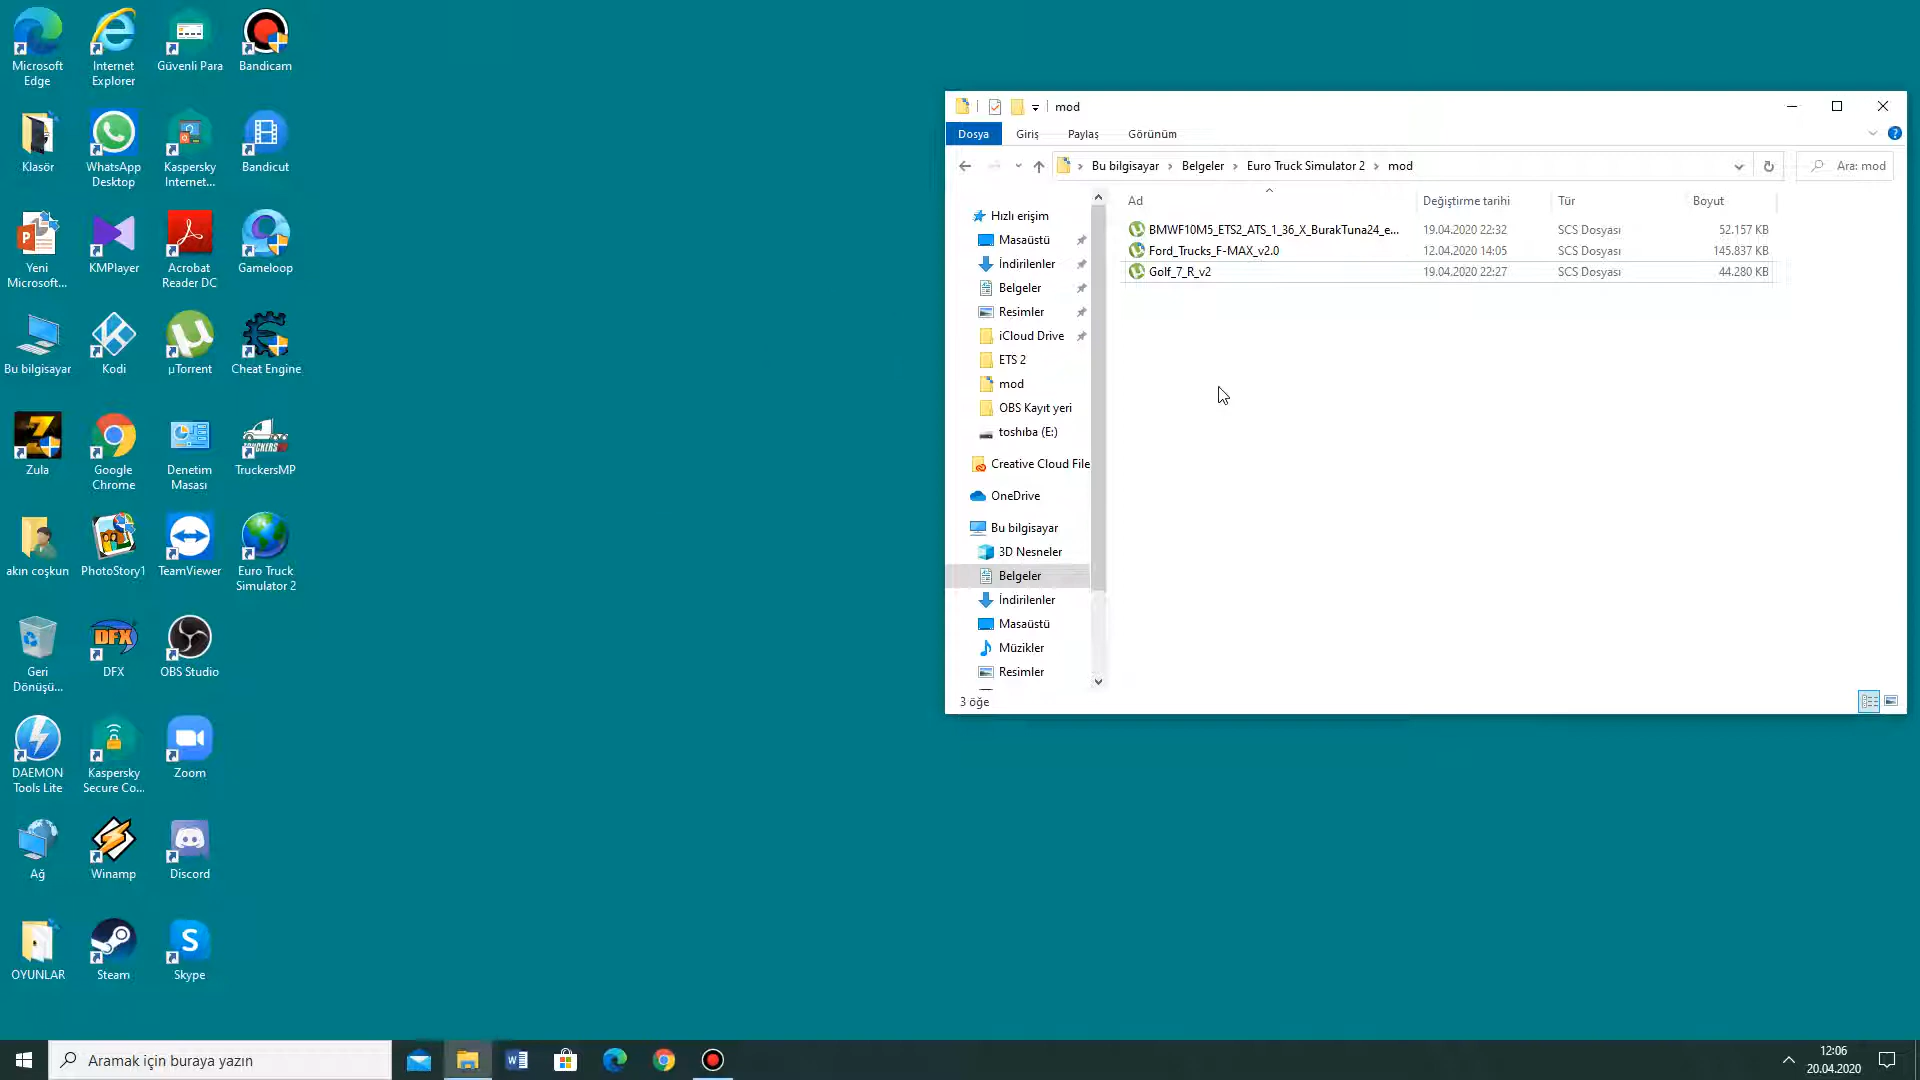 Microsoft
Edge
Internet
Explorer
Güvenli Para
Bandicam
Klasör
WhatsApp
Desktop
Kaspersky
Internet...
Bandicut
Yeni
Microsoft...
KMPlayer
Acrobat
Reader DC
Gameloop
Bu bilgisayar
Kodi
µTorrent
Cheat Engine
Zula
Google
Chrome
Denetim
Masası
TruckersMP
akın coşkun
PhotoStory1
TeamViewer
Euro Truck
Simulator 2
Geri
Dönüşü...
DFX
OBS Studio
DAEMON
Tools Lite
Kaspersky
Secure Co...
Zoom
Ağ
Winamp
Discord
OYUNLAR
Steam
Skype
mod
Dosya Giriş Paylaş Görünüm
Bu bilgisayar Belgeler Euro Truck Simulator 2 mod
Ara: mod
Ad Değiştirme tarihi Tür Boyut
BMWF10M5_ETS2_ATS_1_36_X_BurakTuna24_e... 19.04.2020 22:32 SCS Dosyası 52.157 KB
Ford_Trucks_F-MAX_v2.0 12.04.2020 14:05 SCS Dosyası 145.837 KB
Golf_7_R_v2 19.04.2020 22:27 SCS Dosyası 44.280 KB
Hızlı erişim
Masaüstü
İndirilenler
Belgeler
Resimler
iCloud Drive
ETS 2
mod
OBS Kayıt yeri
toshıba (E:)
Creative Cloud File
OneDrive
Bu bilgisayar
3D Nesneler
Belgeler
İndirilenler
Masaüstü
Müzikler
Resimler
3 öğe
Aramak için buraya yazın
12:06
20.04.2020